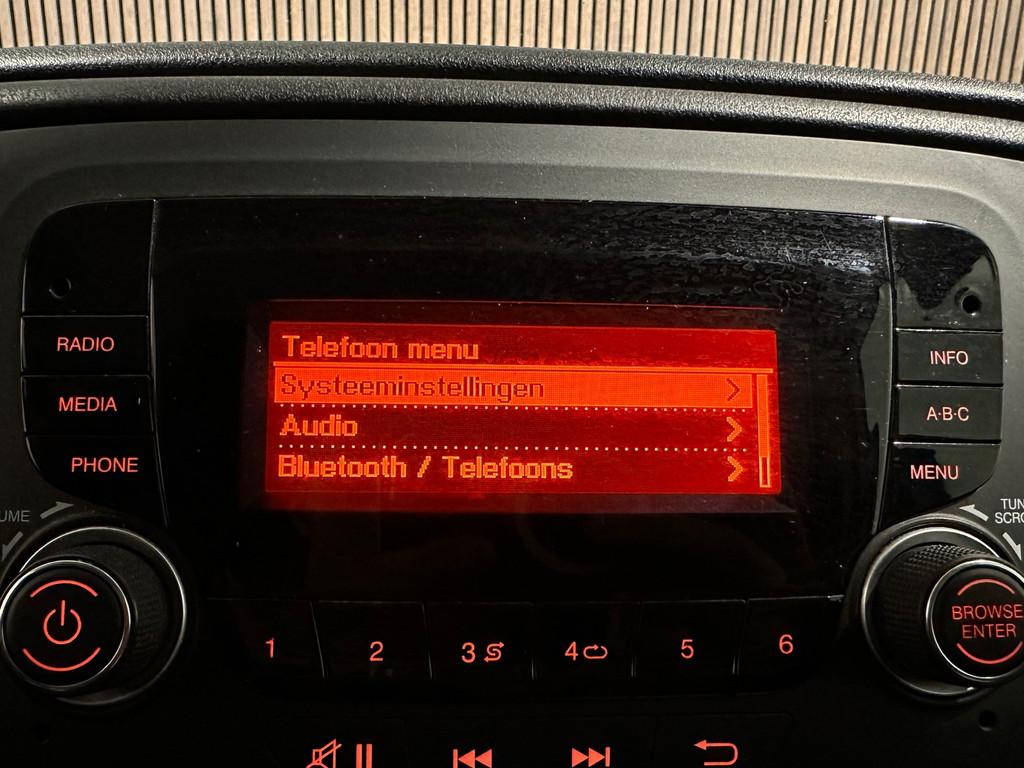 RADIO
MEDIA
PHONE
Telefoon menu
Systeeminstellingen
Audio
Bluetooth / Telefoons
INFO
A·B·C
MENU
BROWSE
ENTER
1
2
3
4
5
6